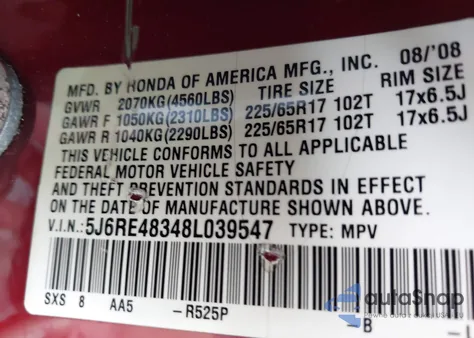 MFD. BY HONDA OF AMERICA MFG., INC. 08/'08
GVWR 2070KG(4560LBS) TIRE SIZE RIM SIZE
GAWR F 1050KG(2310LBS) 225/65R17 102T 17x6.5J
GAWR R 1040KG(2290LBS) 225/65R17 102T 17x6.5J
THIS VEHICLE CONFORMS TO ALL APPLICABLE
FEDERAL MOTOR VEHICLE SAFETY
AND THEFT PREVENTION STANDARDS IN EFFECT
ON THE DATE OF MANUFACTURE SHOWN ABOVE.
V.I.N.: 5J6RE48348L039547 TYPE: MPV
SXS 8 AA5 -R525P B
autoShop